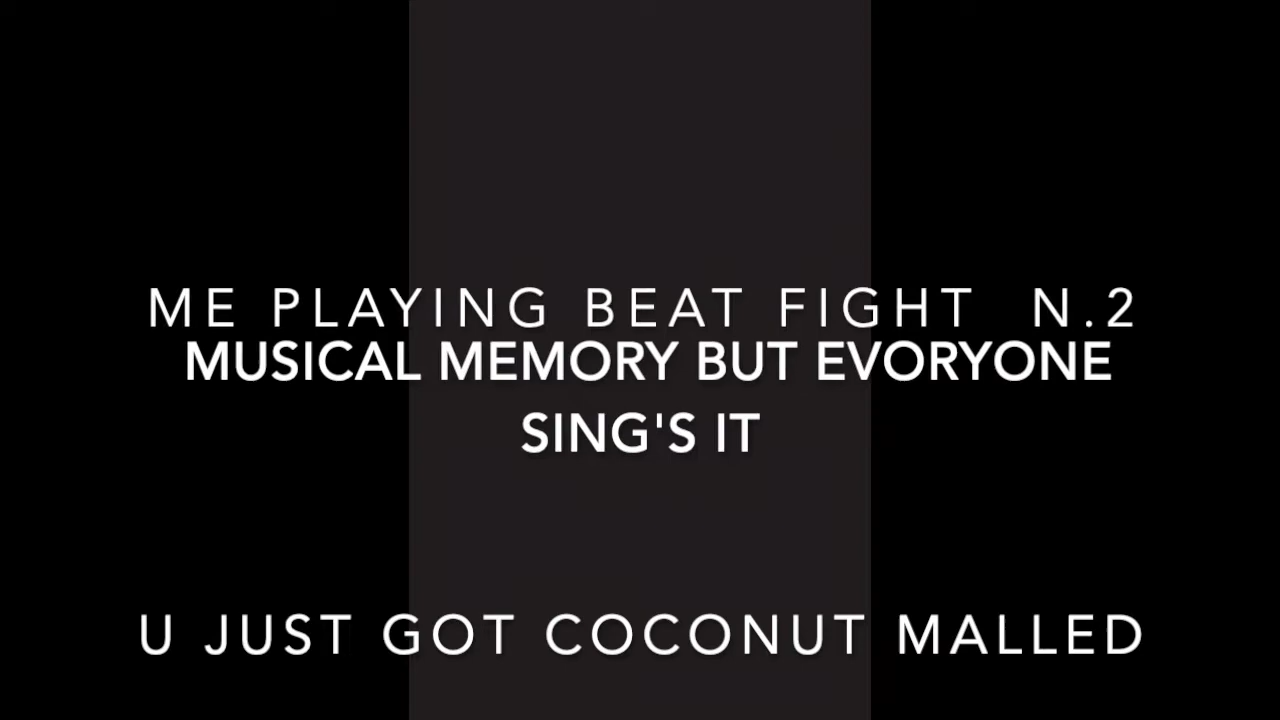 ME PLAYING BEAT FIGHT N.2
MUSICAL MEMORY BUT EVORYONE
SING'S IT
U JUST GOT COCONUT MALLED